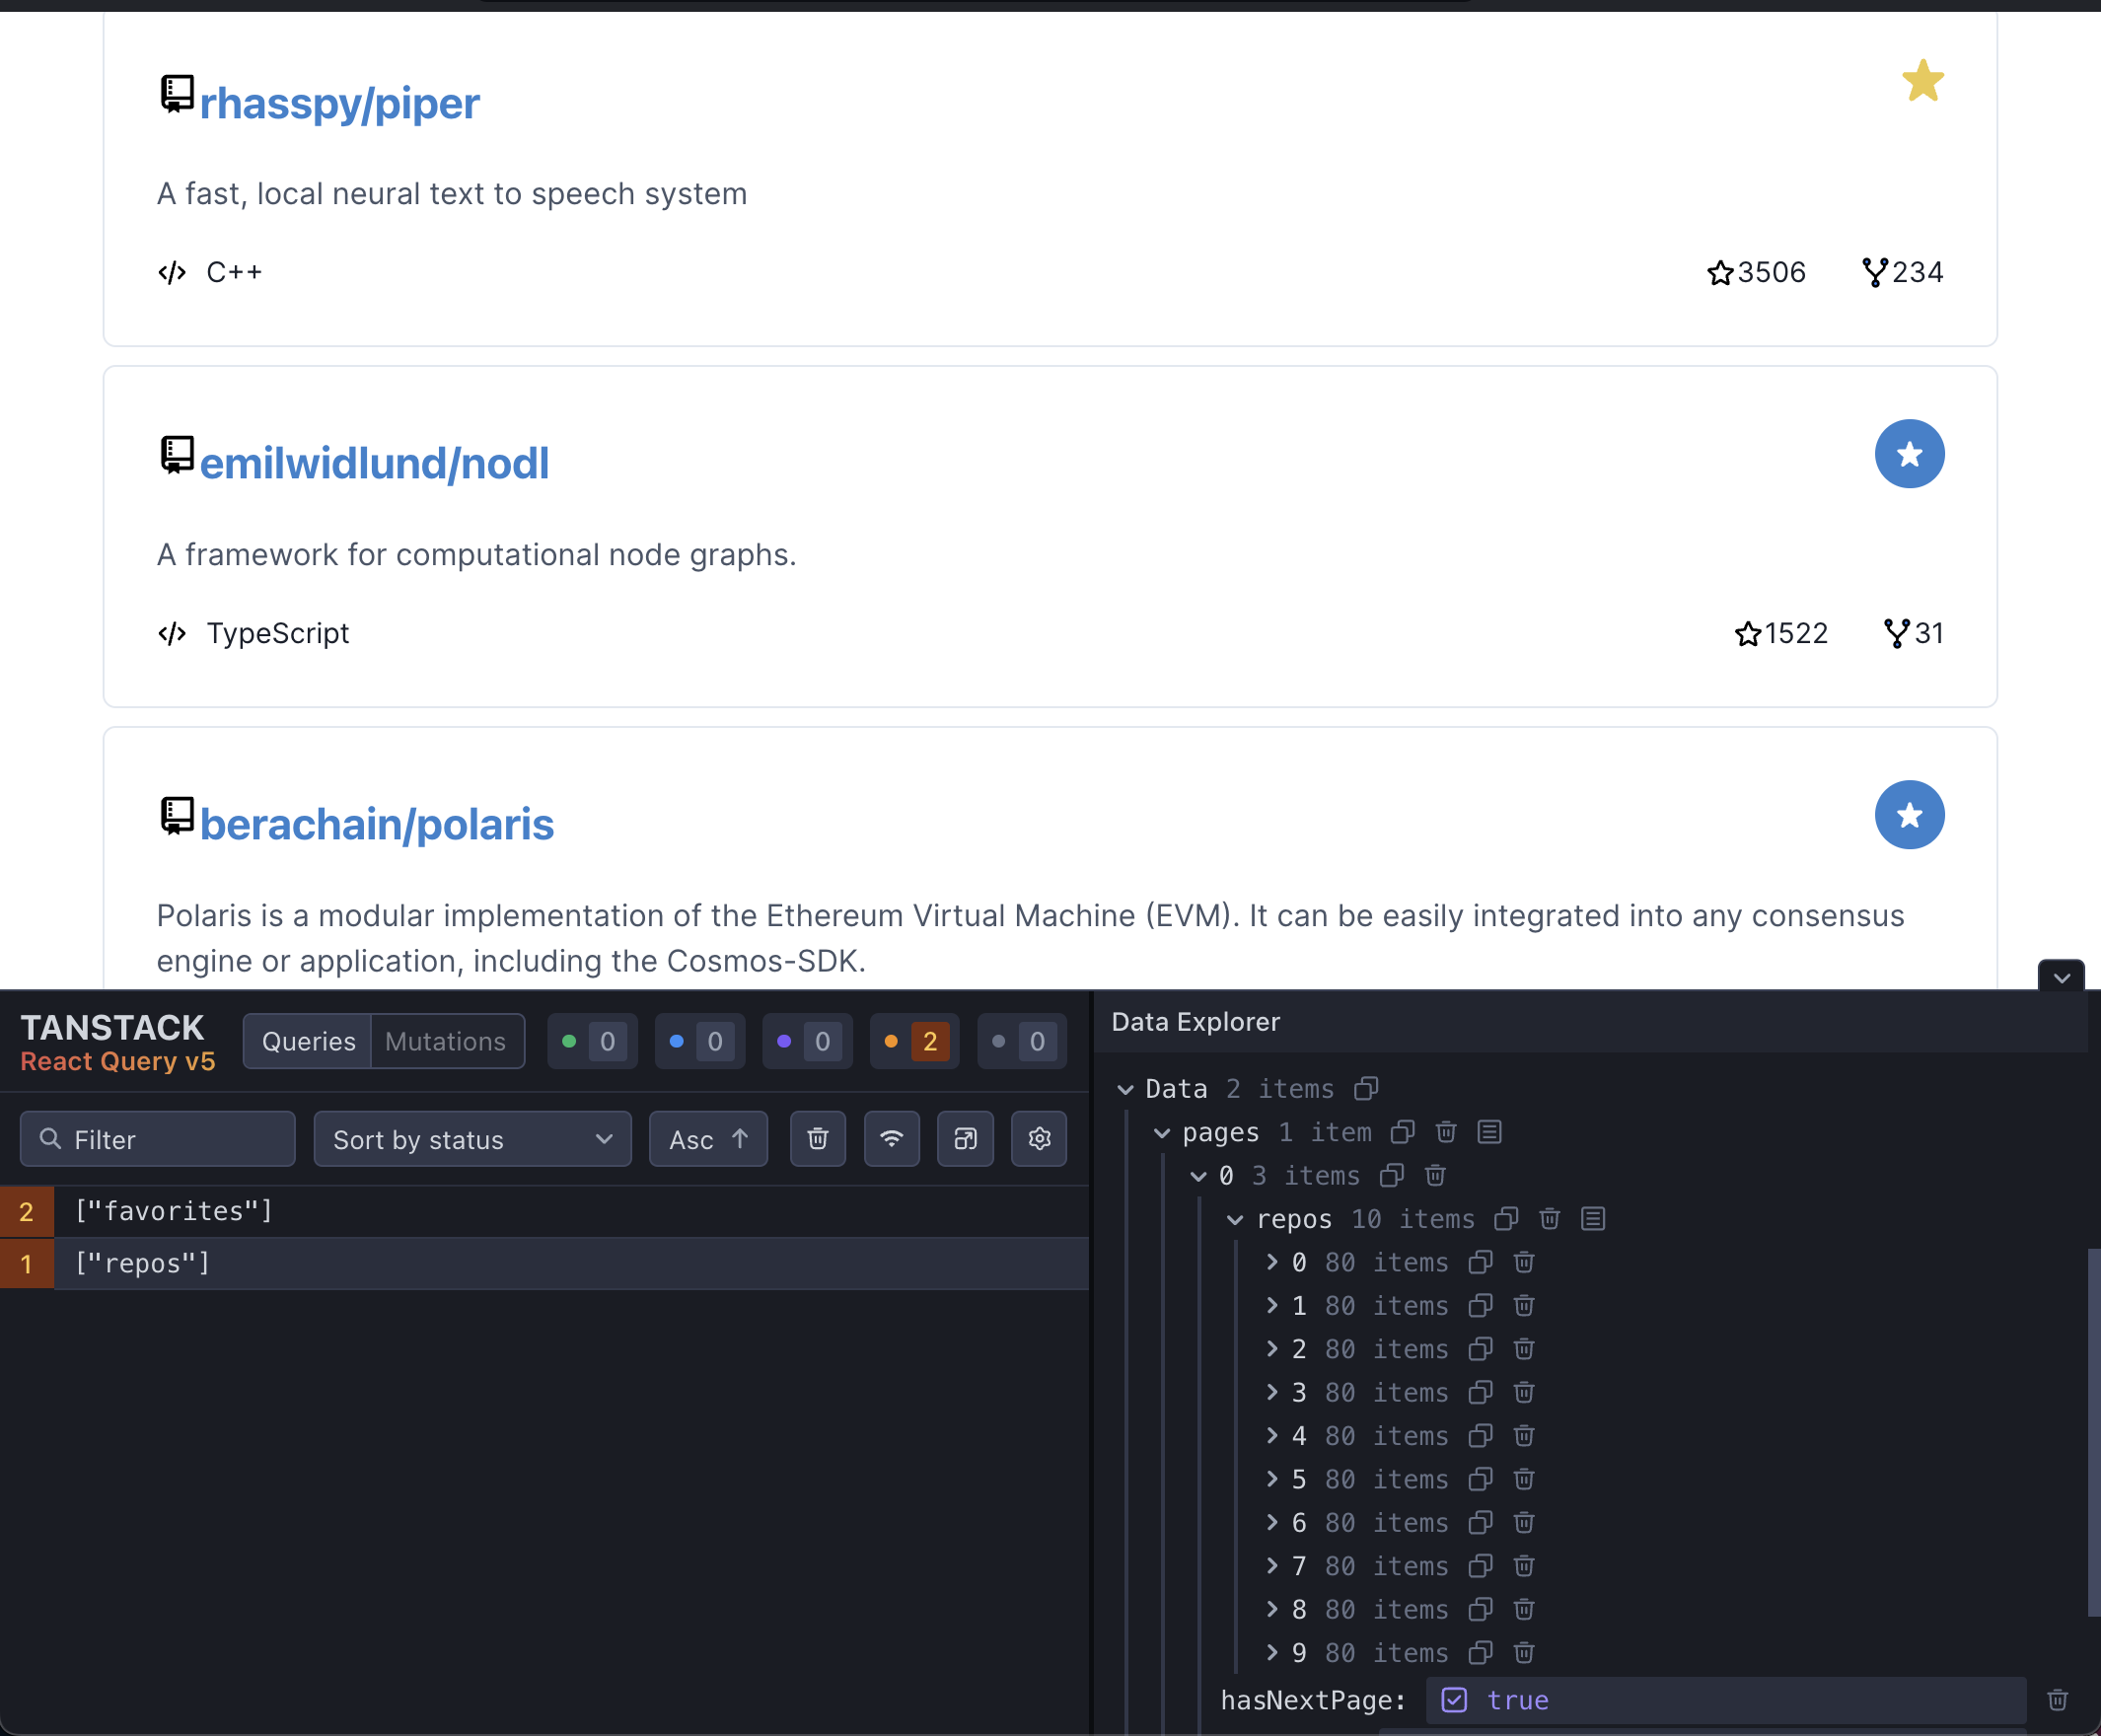 rhasspy/piper
A fast, local neural text to speech system
C++
3506
234
emilwidlund/nodl
A framework for computational node graphs.
TypeScript
1522
31
berachain/polaris
Polaris is a modular implementation of the Ethereum Virtual Machine (EVM). It can be easily integrated into any consensus
engine or application, including the Cosmos-SDK.
TANSTACK
React Query v5
Queries
Mutations
0
0
0
2
0
Filter
Sort by status
Asc
2
["favorites"]
1
["repos"]
Data Explorer
Data 2 items
pages 1 item
0 3 items
repos 10 items
0 80 items
1 80 items
2 80 items
3 80 items
4 80 items
5 80 items
6 80 items
7 80 items
8 80 items
9 80 items
hasNextPage: true